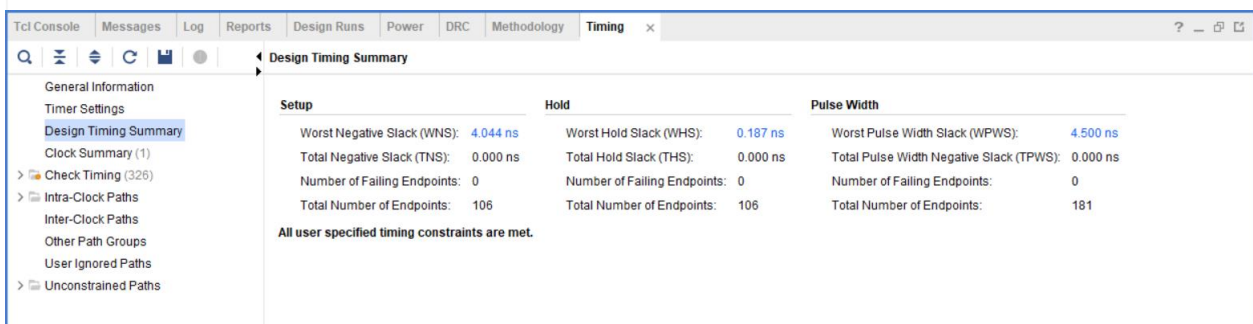 Tcl Console Messages Log Reports Design Runs Power DRC Methodology Timing ×
Design Timing Summary
General Information
Timer Settings
Design Timing Summary
Clock Summary (1)
> Check Timing (326)
> Intra-Clock Paths
Inter-Clock Paths
Other Path Groups
User Ignored Paths
> Unconstrained Paths
Setup Hold Pulse Width
Worst Negative Slack (WNS): 4.044 ns Worst Hold Slack (WHS): 0.187 ns Worst Pulse Width Slack (WPWS): 4.500 ns
Total Negative Slack (TNS): 0.000 ns Total Hold Slack (THS): 0.000 ns Total Pulse Width Negative Slack (TPWS): 0.000 ns
Number of Failing Endpoints: 0 Number of Failing Endpoints: 0 Number of Failing Endpoints: 0
Total Number of Endpoints: 106 Total Number of Endpoints: 106 Total Number of Endpoints: 181
All user specified timing constraints are met.